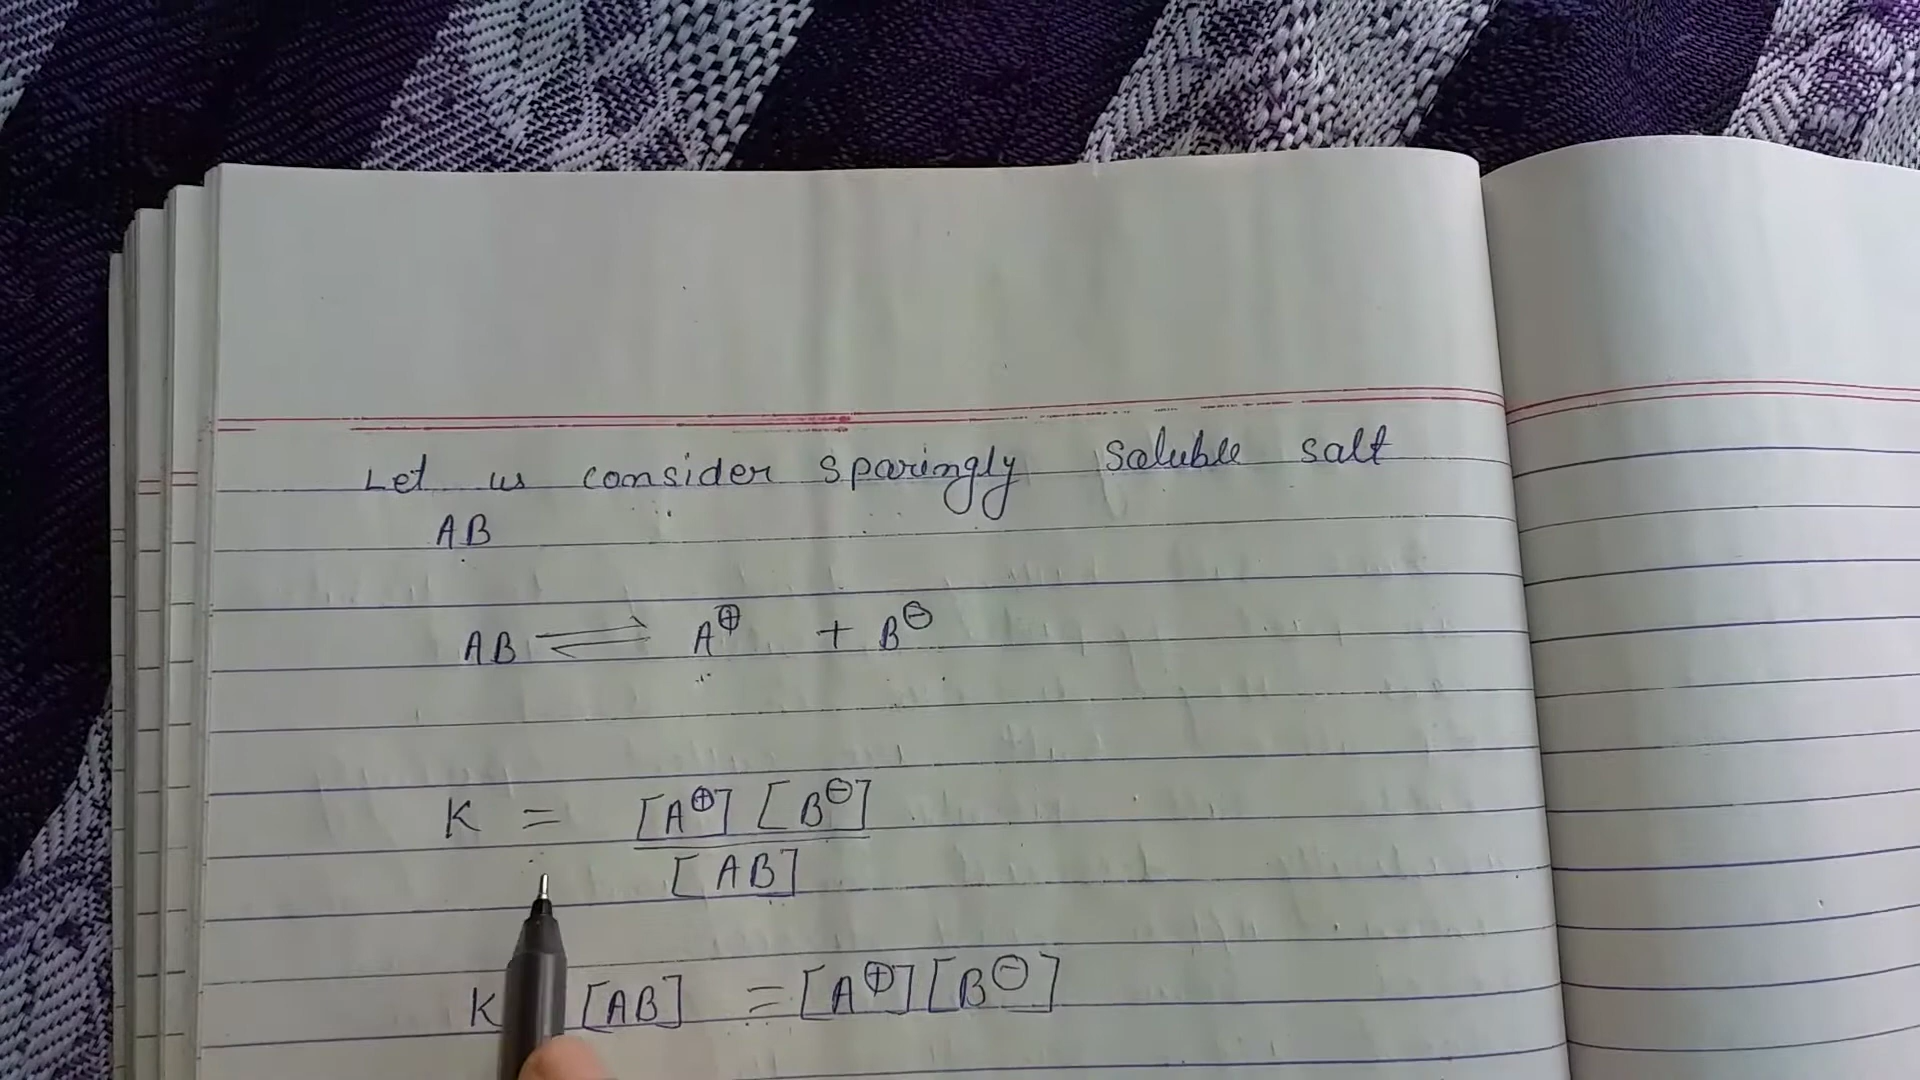 Let us consider sparingly soluble salt
AB
AB ⇌ A⊕ + B⊖
K = [A⊕] [B⊖]
[AB]
K [AB] = [A⊕][B⊖]